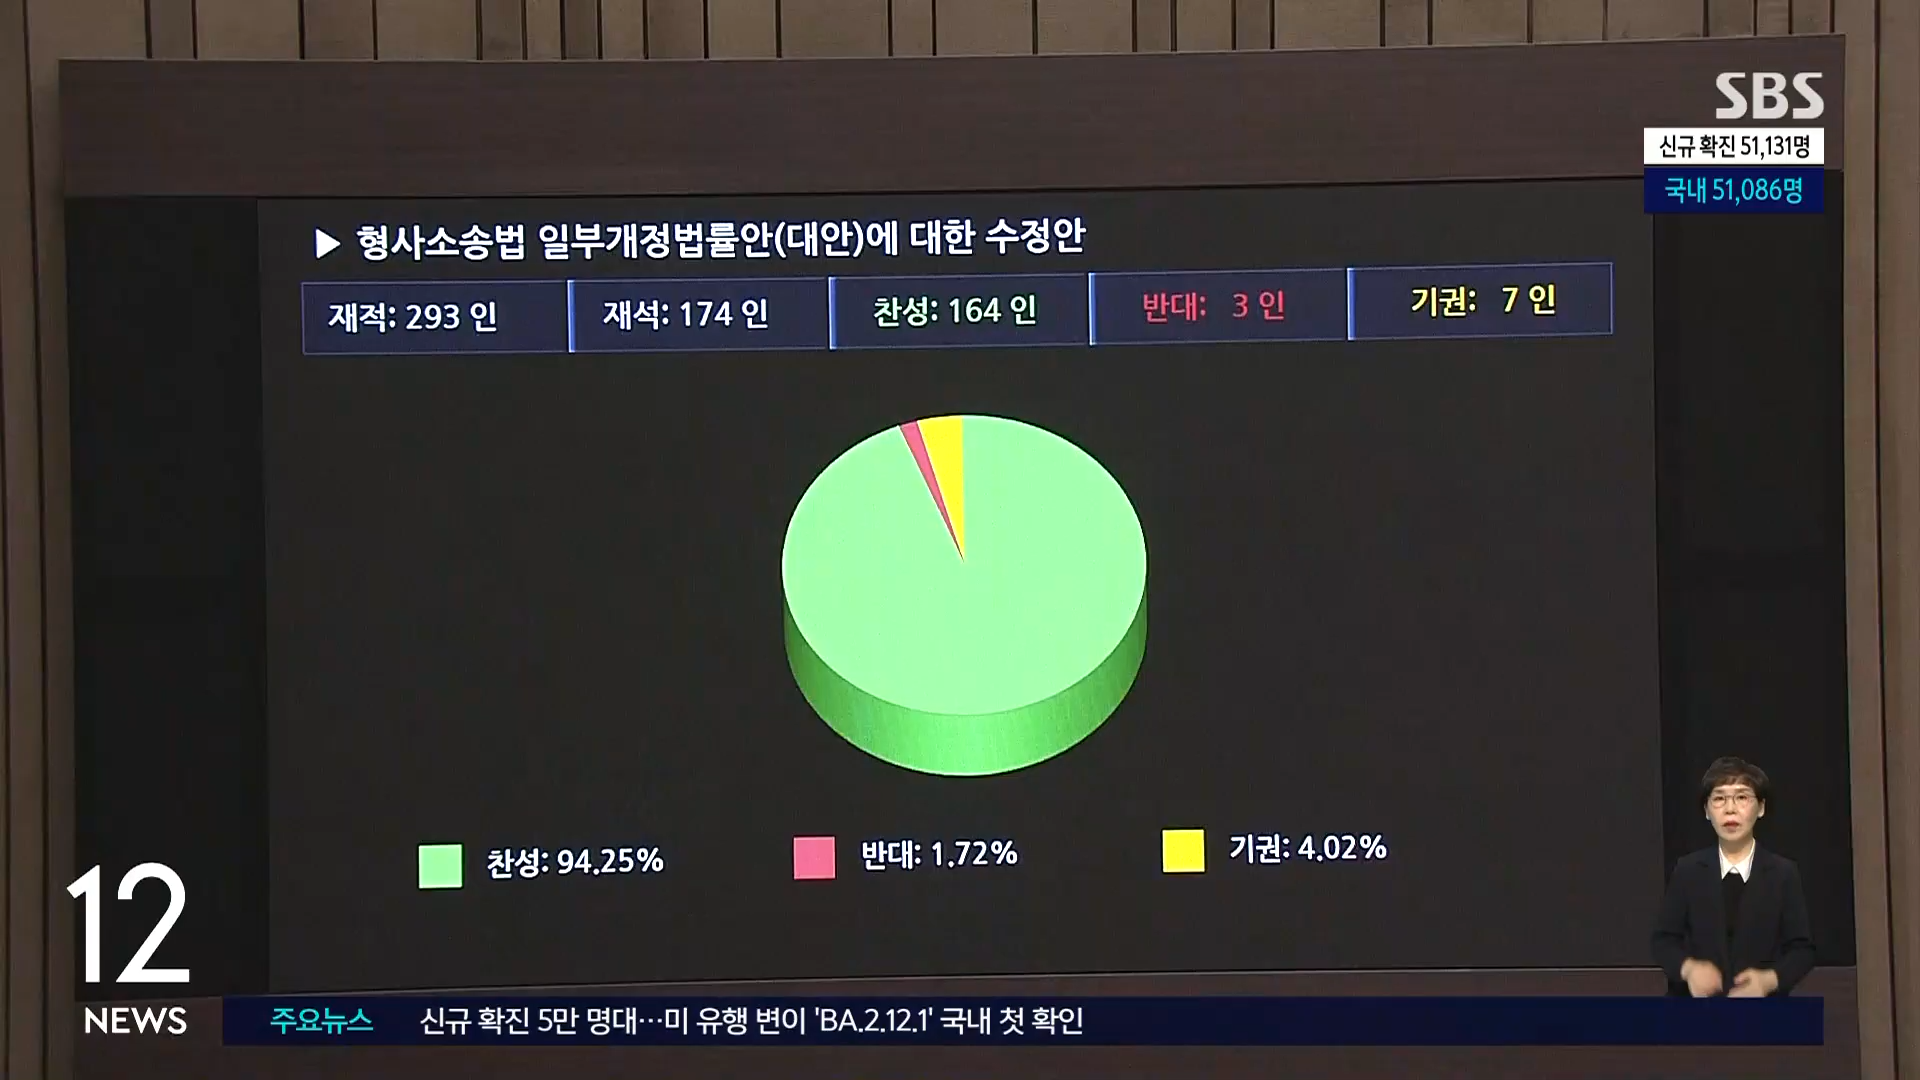 SBS
신규 확진 51,131명
국내 51,086명
▶ 형사소송법 일부개정법률안(대안)에 대한 수정안
재적: 293 인 재석: 174 인 찬성: 164 인 반대: 3 인 기권: 7 인
찬성: 94.25% 반대: 1.72% 기권: 4.02%
12
NEWS
주요뉴스 신규 확진 5만 명대…미 유행 변이 'BA.2.12.1' 국내 첫 확인